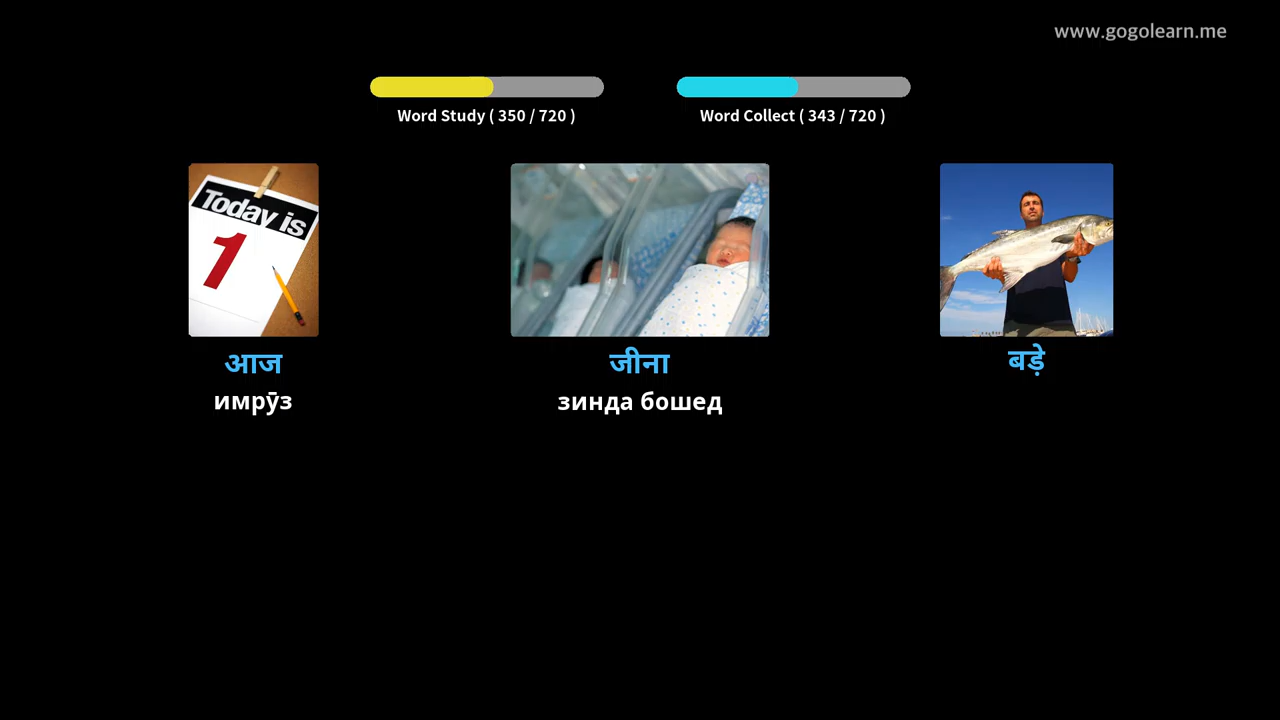 www.gogolearn.me
Word Study ( 350 / 720 )
Word Collect ( 343 / 720 )
Today is
1
आज
имрӯз
जीना
зинда бошед
बड़े